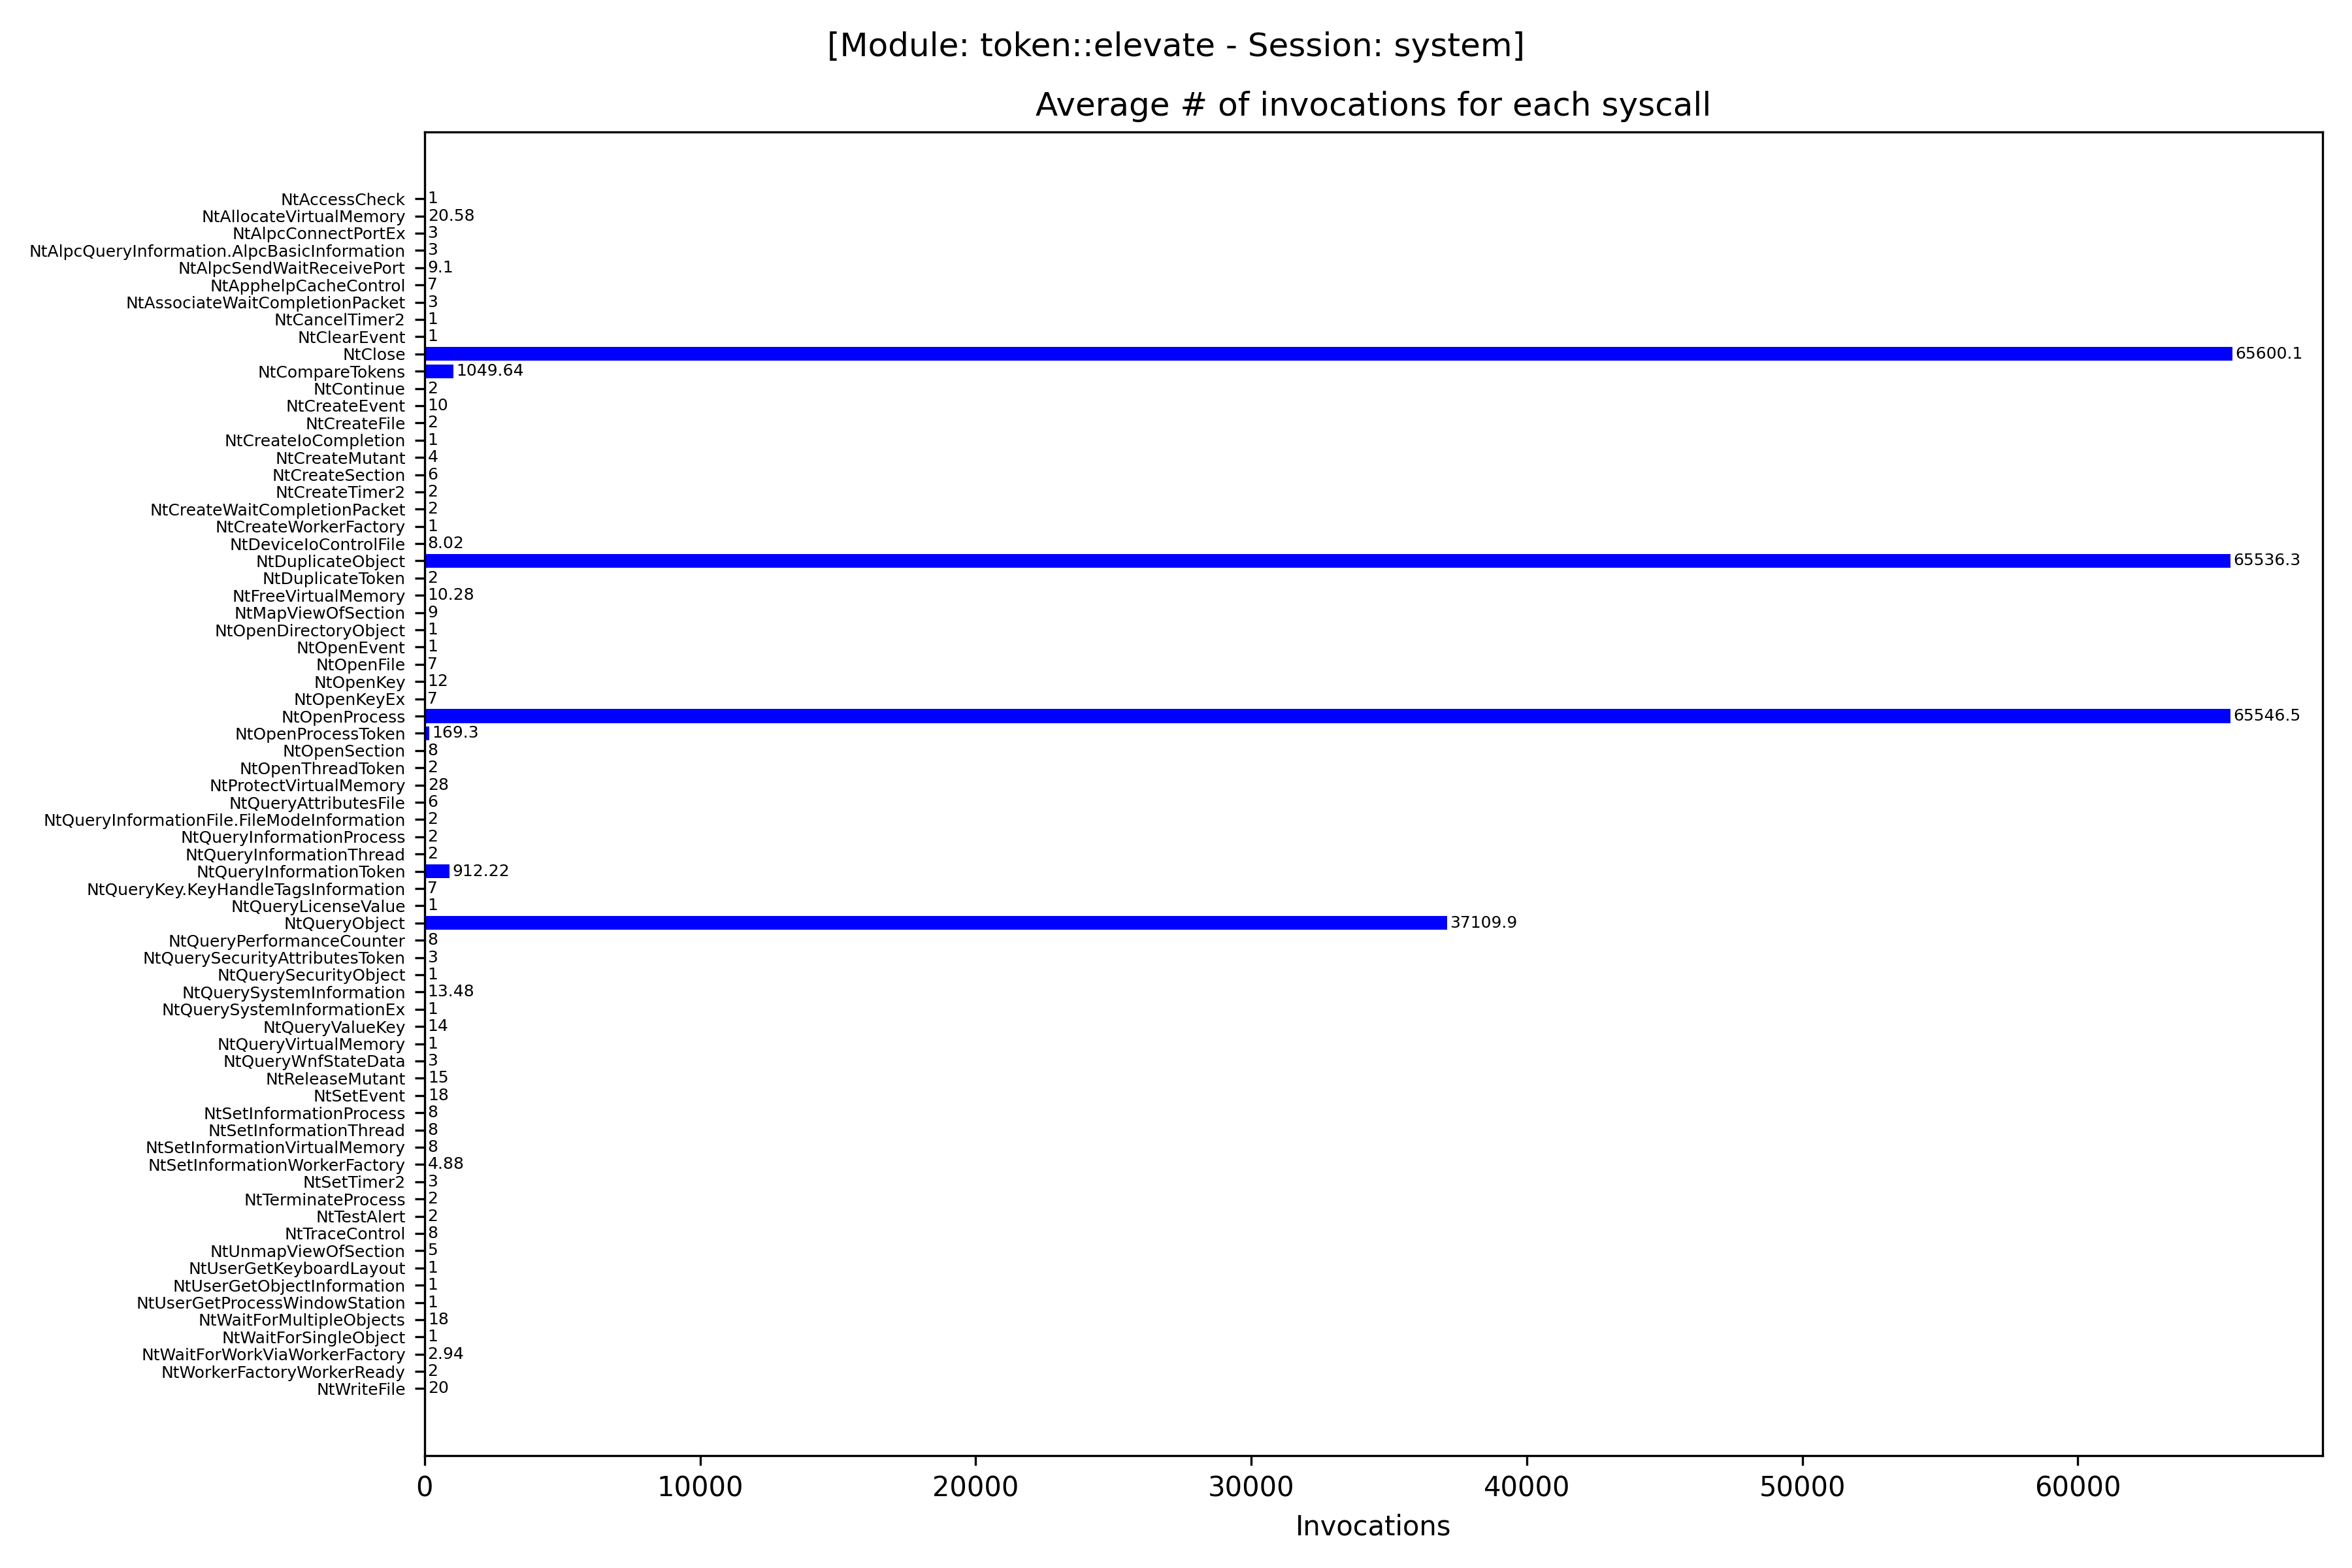 [Module: token::elevate - Session: system]
Average # of invocations for each syscall
NtAccessCheck 1
NtAllocateVirtualMemory 20.58
NtAlpcConnectPortEx 3
NtAlpcQueryInformation.AlpcBasicInformation 3
NtAlpcSendWaitReceivePort 9.1
NtApphelpCacheControl 7
NtAssociateWaitCompletionPacket 3
NtCancelTimer2 1
NtClearEvent 1
NtClose 65600.1
NtCompareTokens 1049.64
NtContinue 2
NtCreateEvent 10
NtCreateFile 2
NtCreateIoCompletion 1
NtCreateMutant 4
NtCreateSection 6
NtCreateTimer2 2
NtCreateWaitCompletionPacket 2
NtCreateWorkerFactory 1
NtDeviceIoControlFile 8.02
NtDuplicateObject 65536.3
NtDuplicateToken 2
NtFreeVirtualMemory 10.28
NtMapViewOfSection 9
NtOpenDirectoryObject 1
NtOpenEvent 1
NtOpenFile 7
NtOpenKey 12
NtOpenKeyEx 7
NtOpenProcess 65546.5
NtOpenProcessToken 169.3
NtOpenSection 8
NtOpenThreadToken 2
NtProtectVirtualMemory 28
NtQueryAttributesFile 6
NtQueryInformationFile.FileModeInformation 2
NtQueryInformationProcess 2
NtQueryInformationThread 2
NtQueryInformationToken 912.22
NtQueryKey.KeyHandleTagsInformation 7
NtQueryLicenseValue 1
NtQueryObject 37109.9
NtQueryPerformanceCounter 8
NtQuerySecurityAttributesToken 3
NtQuerySecurityObject 1
NtQuerySystemInformation 13.48
NtQuerySystemInformationEx 1
NtQueryValueKey 14
NtQueryVirtualMemory 1
NtQueryWnfStateData 3
NtReleaseMutant 15
NtSetEvent 18
NtSetInformationProcess 8
NtSetInformationThread 8
NtSetInformationVirtualMemory 8
NtSetInformationWorkerFactory 4.88
NtSetTimer2 3
NtTerminateProcess 2
NtTestAlert 2
NtTraceControl 8
NtUnmapViewOfSection 5
NtUserGetKeyboardLayout 1
NtUserGetObjectInformation 1
NtUserGetProcessWindowStation 1
NtWaitForMultipleObjects 18
NtWaitForSingleObject 1
NtWaitForWorkViaWorkerFactory 2.94
NtWorkerFactoryWorkerReady 2
NtWriteFile 20
0 10000 20000 30000 40000 50000 60000
Invocations